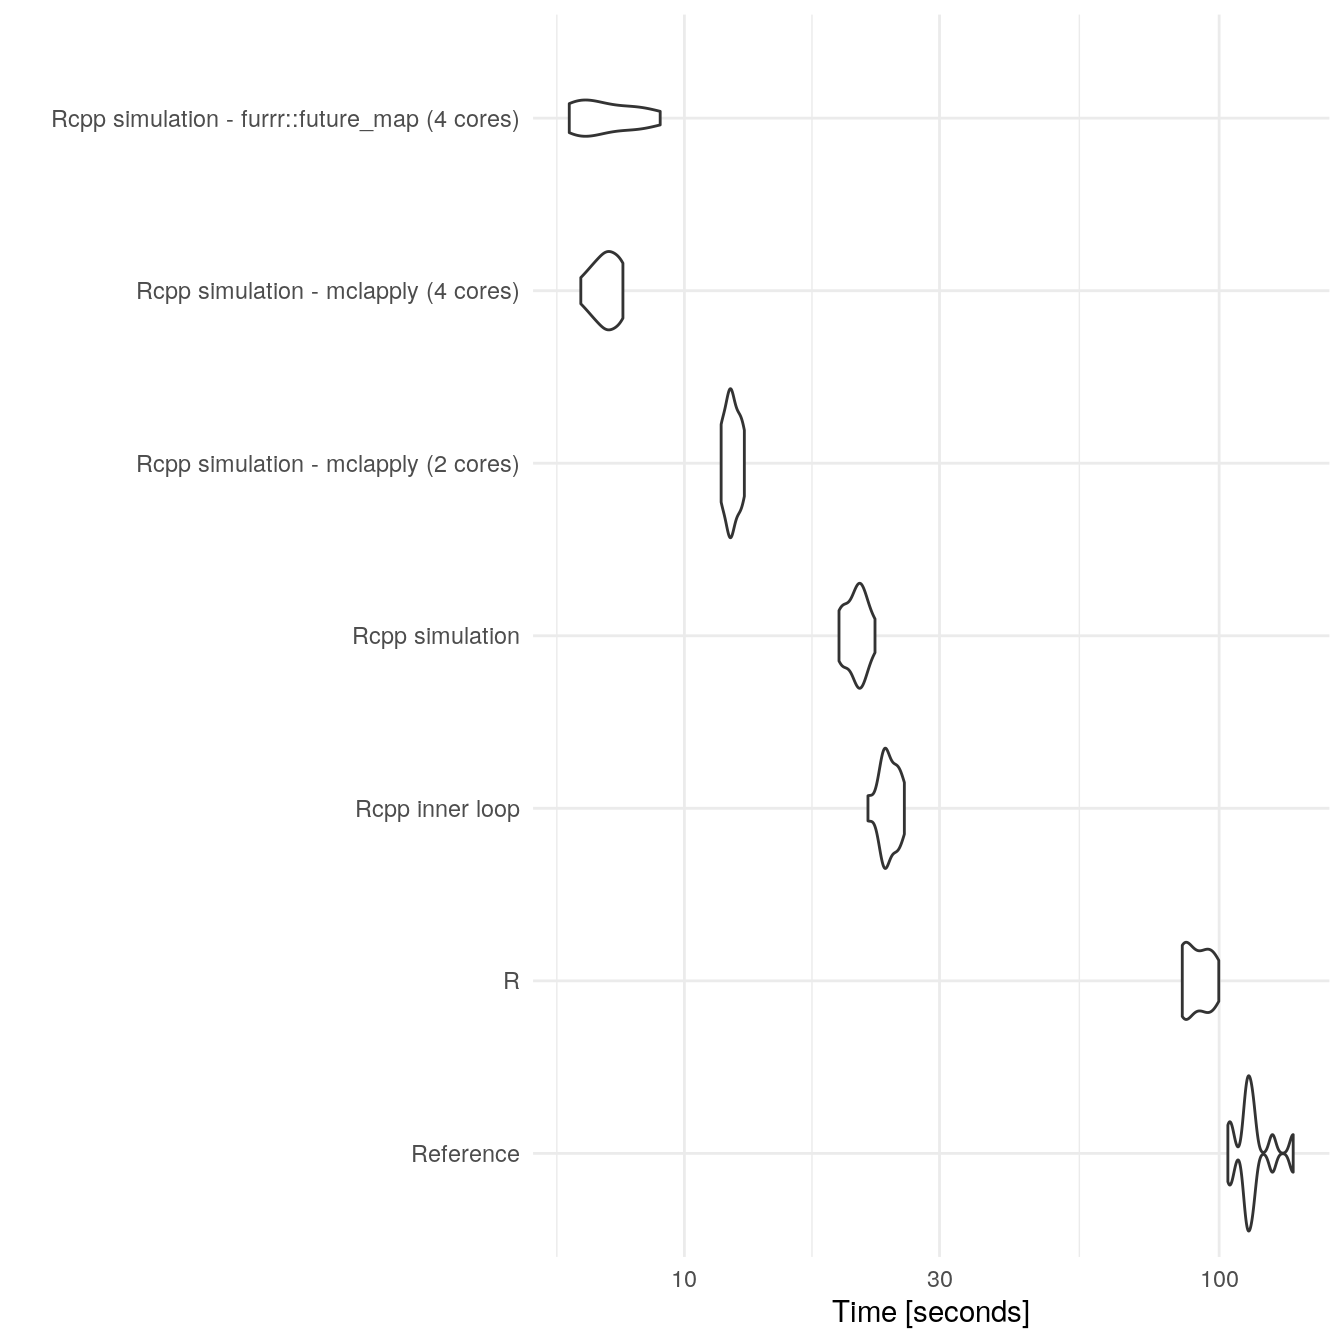 Rcpp simulation - furrr::future_map (4 cores)
Rcpp simulation - mclapply (4 cores)
Rcpp simulation - mclapply (2 cores)
Rcpp simulation
Rcpp inner loop
R
Reference
10 30 100
Time [seconds]